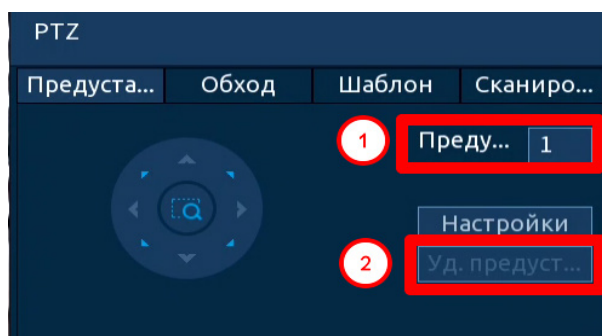 PTZ
Предуста... Обход Шаблон Сканиро...
1 Преду... 1
Настройки
2 Уд. предуст...